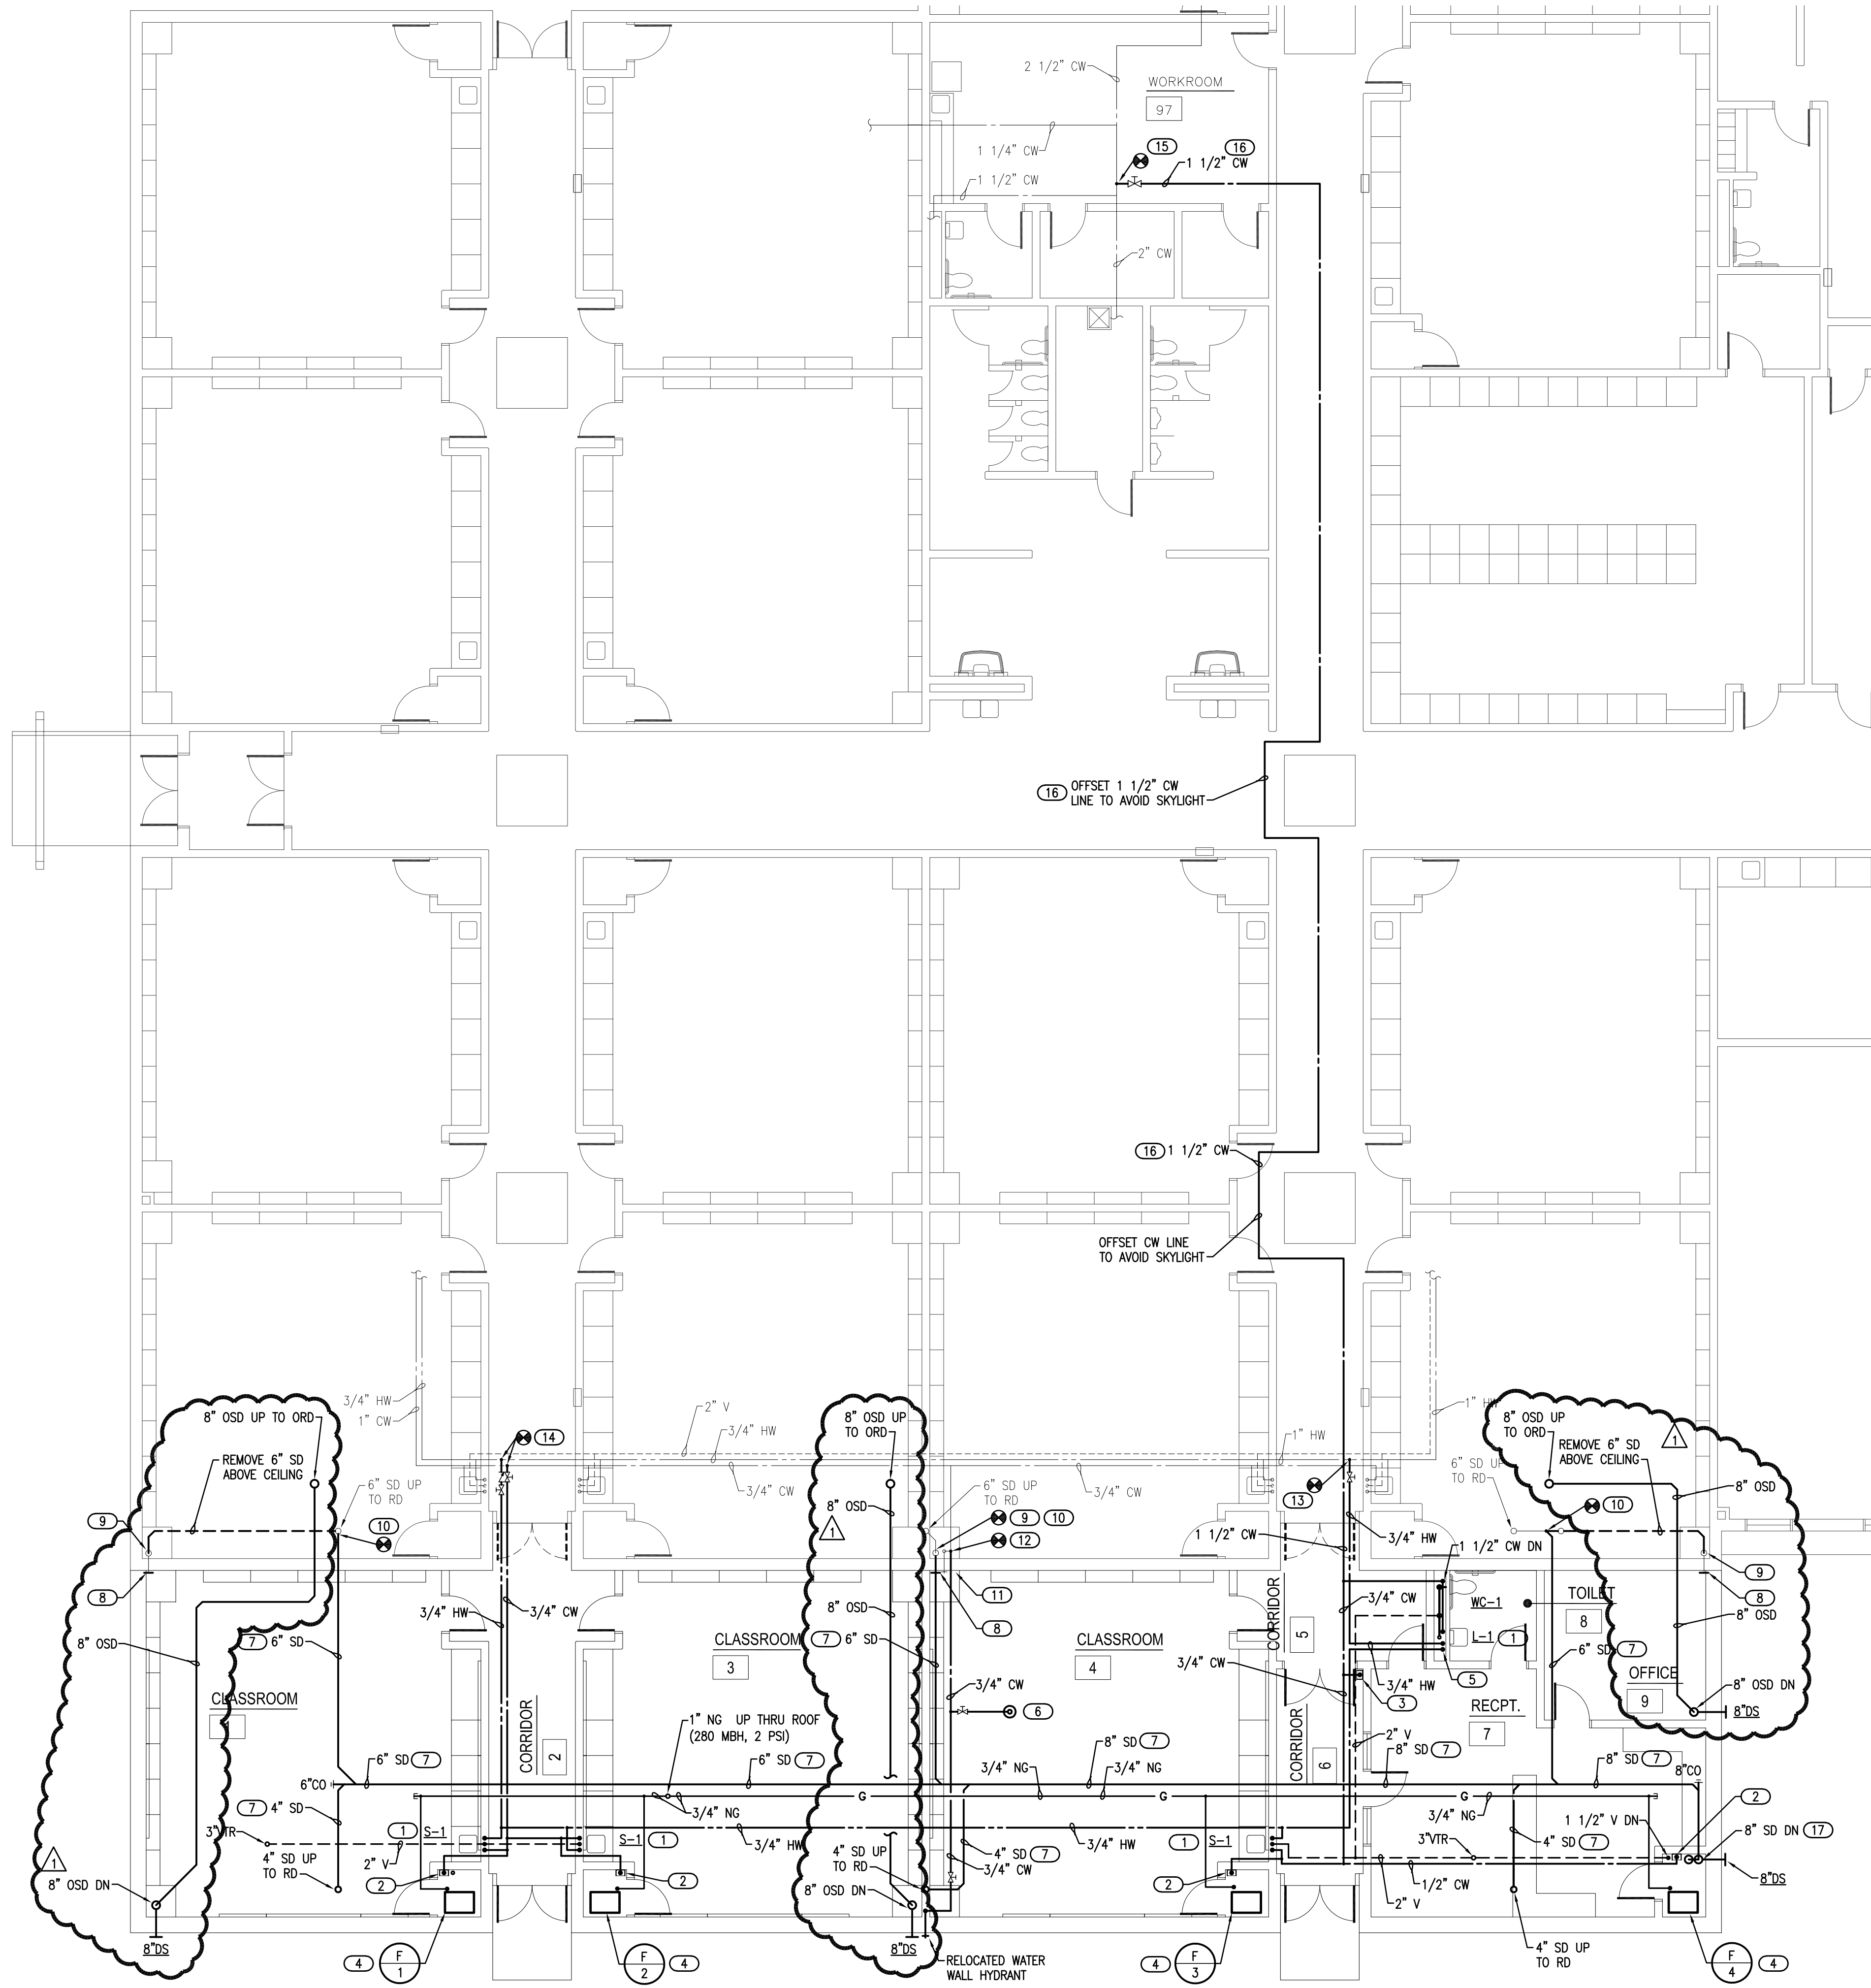 2 1/2" CW
WORKROOM
97
1 1/4" CW
15
16
1 1/2" CW
1 1/2" CW
2" CW
16 OFFSET 1 1/2" CW
LINE TO AVOID SKYLIGHT
16 1 1/2" CW
OFFSET CW LINE
TO AVOID SKYLIGHT
3/4" HW
1" CW
2" V
3/4" HW
3/4" CW
14
1" HW
3/4" CW
13
1" HW
8" OSD UP TO ORD
REMOVE 6" SD
ABOVE CEILING
6" SD UP
TO RD
9
10
8
8" OSD UP
TO ORD
8" OSD
1
6" SD UP
TO RD
9 10
12
11
8
8" OSD UP
TO ORD
1
REMOVE 6" SD
ABOVE CEILING
6" SD UP
TO RD
8" OSD
10
9
8
8" OSD
1 1/2" CW
3/4" HW
1 1/2" CW DN
3/4" HW
3/4" CW
8" OSD
3/4" CW
WC-1
TOILET
8
L-1 1
8" OSD
7 6" SD
CLASSROOM
3
7 6" SD
CLASSROOM
4
CORRIDOR
5
6" SD 7
OFFICE
9
3/4" CW
3/4" HW
5
3
8" OSD DN
8"DS
CLASSROOM
1
CORRIDOR
2
3/4" CW
6
RECPT.
7
CORRIDOR
6
2" V
1" NG UP THRU ROOF
(280 MBH, 2 PSI)
6"CO
6" SD 7
6" SD 7
3/4" NG
3/4" NG
8" SD 7
8" SD 7
8" SD 7
8"CO
7 4" SD
3/4" NG
G
G
G
3/4" NG
2
3"VTR
1
S-1
S-1 1
3/4" HW
3/4" HW
1
S-1
3"VTR
4" SD 7
1 1/2" V DN
8" SD DN 17
4" SD UP
TO RD
2" V
2
2
4" SD UP
TO RD
4" SD 7
3/4" CW
2
1/2" CW
2" V
8"DS
1
8" OSD DN
8" OSD DN
8"DS
4
F
1
F
2
4
8"DS
RELOCATED WATER
WALL HYDRANT
4
F
3
4" SD UP
TO RD
F
4
4